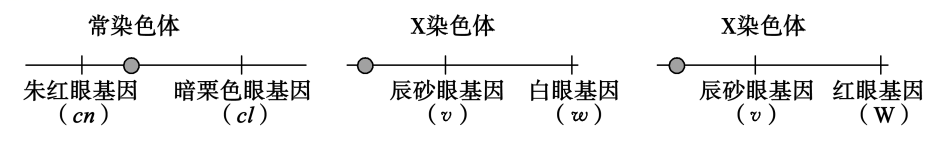 常染色体 X染色体 X染色体
朱红眼基因 暗栗色眼基因 辰砂眼基因 白眼基因 辰砂眼基因 红眼基因
（cn） （cl） （v） （w） （v） （W）